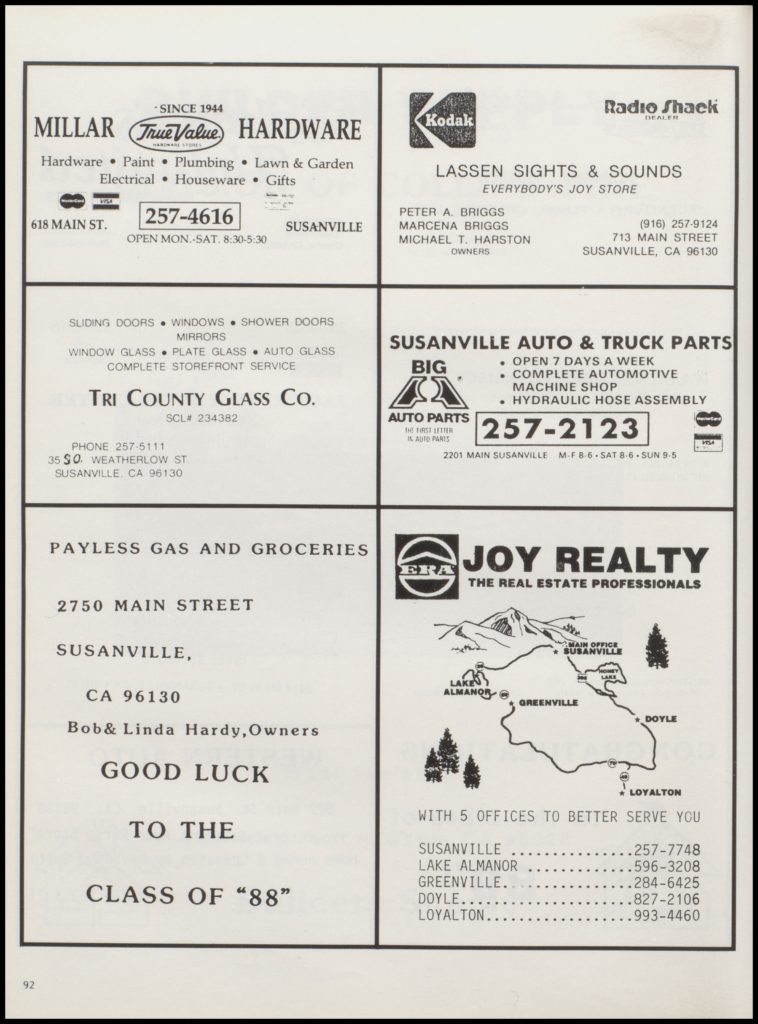 · SINCE 1944
MILLAR True Value HARDWARE
HARDWARE STORES
Hardware • Paint • Plumbing • Lawn & Garden
Electrical • Houseware • Gifts
MasterCard VISA
257-4616
618 MAIN ST. SUSANVILLE
OPEN MON.-SAT. 8:30-5:30
Kodak
Radio Shack
DEALER
LASSEN SIGHTS & SOUNDS
EVERYBODY'S JOY STORE
PETER A. BRIGGS
MARCENA BRIGGS (916) 257-9124
MICHAEL T. HARSTON 713 MAIN STREET
OWNERS SUSANVILLE, CA 96130
SLIDING DOORS • WINDOWS • SHOWER DOORS
MIRRORS
WINDOW GLASS • PLATE GLASS • AUTO GLASS
COMPLETE STOREFRONT SERVICE
TRI COUNTY GLASS CO.
SCL# 234382
PHONE 257-5111
35 SO. WEATHERLOW ST.
SUSANVILLE, CA 96130
SUSANVILLE AUTO & TRUCK PARTS
BIG A
AUTO PARTS
THE FIRST LETTER
IN AUTO PARTS
• OPEN 7 DAYS A WEEK
• COMPLETE AUTOMOTIVE
MACHINE SHOP
• HYDRAULIC HOSE ASSEMBLY
257-2123
MasterCard
VISA
2201 MAIN SUSANVILLE M-F 8-6 • SAT 8-6 • SUN 9-5
PAYLESS GAS AND GROCERIES
2750 MAIN STREET
SUSANVILLE,
CA 96130
Bob& Linda Hardy,Owners
GOOD LUCK
TO THE
CLASS OF "88"
ERA
JOY REALTY
THE REAL ESTATE PROFESSIONALS
MAIN OFFICE
SUSANVILLE
HONEY
LAKE
LAKE
ALMANOR
GREENVILLE
DOYLE
LOYALTON
WITH 5 OFFICES TO BETTER SERVE YOU
SUSANVILLE..............257-7748
LAKE ALMANOR............596-3208
GREENVILLE..............284-6425
DOYLE...................827-2106
LOYALTON................993-4460
92